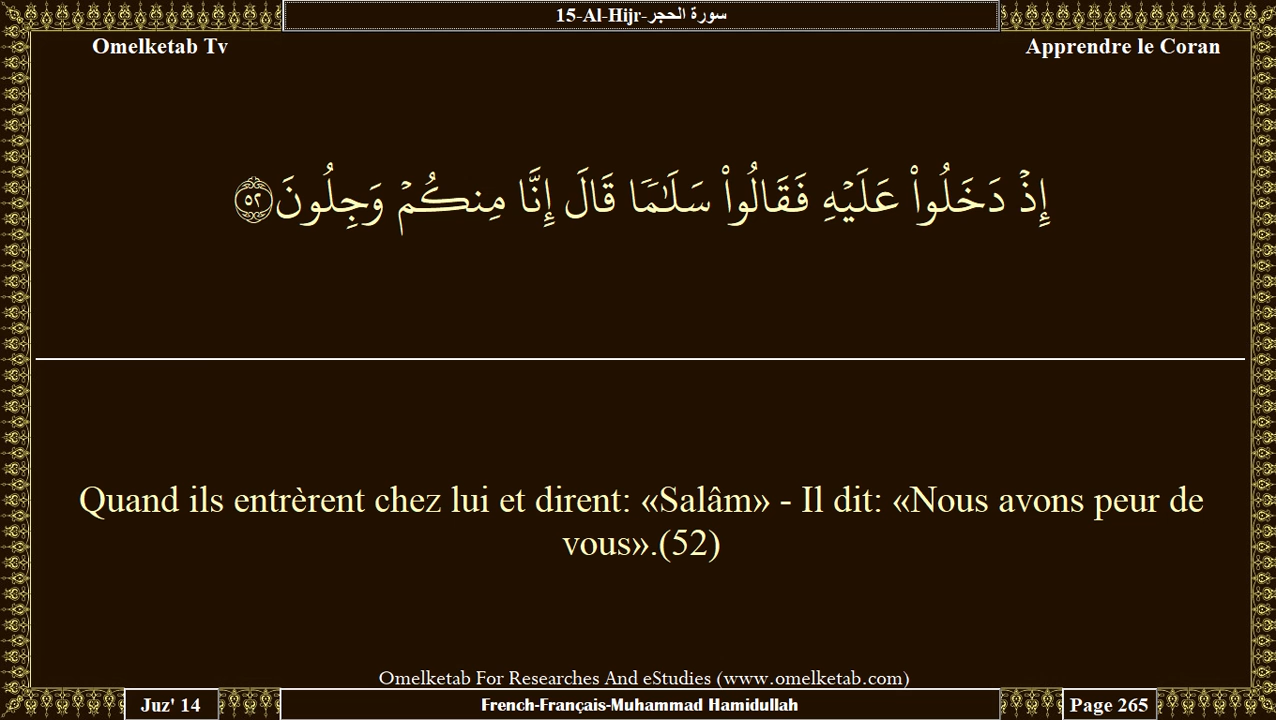 15-Al-Hijr-سورة الحجر
Omelketab Tv
Apprendre le Coran
إِذۡ دَخَلُواْ عَلَيۡهِ فَقَالُواْ سَلَٰمٗا قَالَ إِنَّا مِنكُمۡ وَجِلُونَ ٥٢
Quand ils entrèrent chez lui et dirent: «Salâm» - Il dit: «Nous avons peur de
vous».(52)
Omelketab For Researches And eStudies (www.omelketab.com)
Juz' 14
French-Français-Muhammad Hamidullah
Page 265